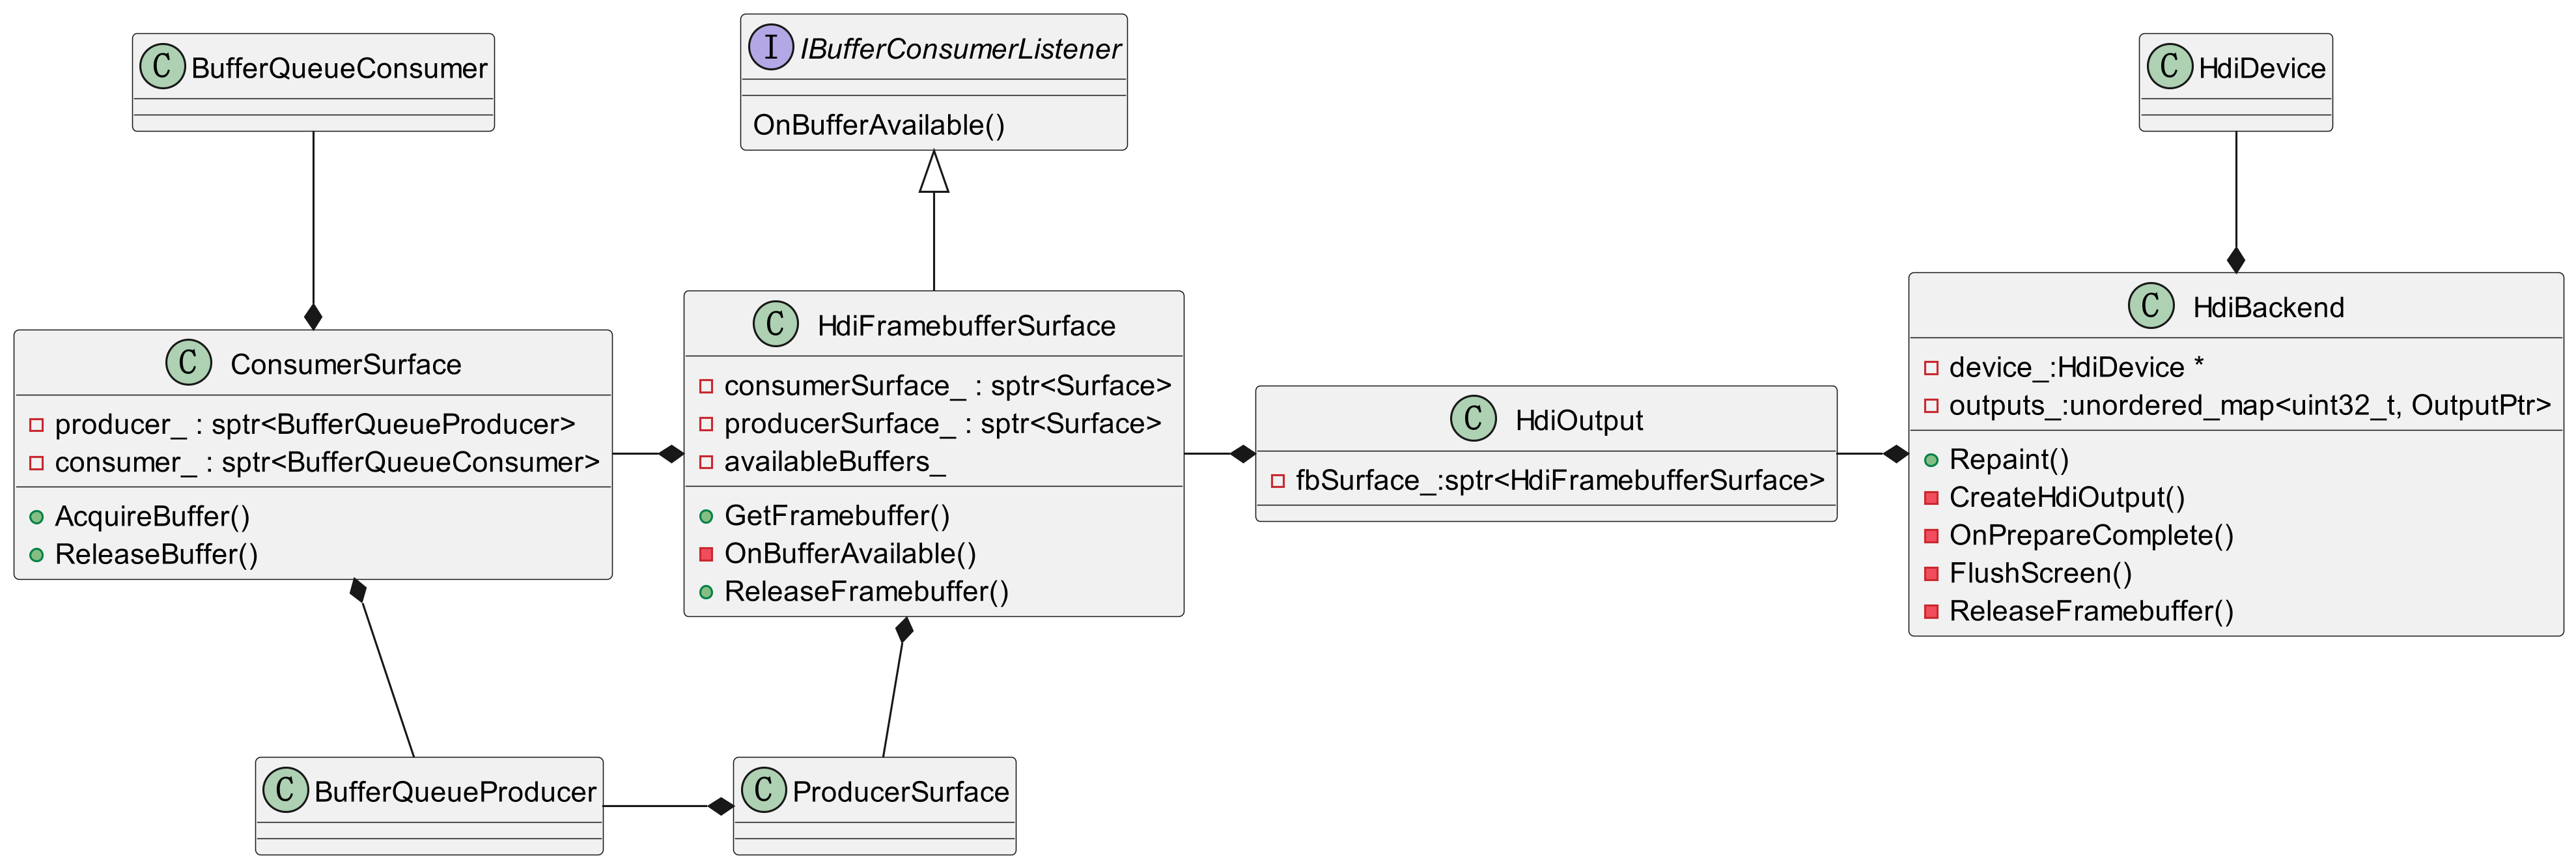 C BufferQueueConsumer
I IBufferConsumerListener
OnBufferAvailable()
C HdiDevice
C ConsumerSurface
producer_ : sptr<BufferQueueProducer>
consumer_ : sptr<BufferQueueConsumer>
AcquireBuffer()
ReleaseBuffer()
C HdiFramebufferSurface
consumerSurface_ : sptr<Surface>
producerSurface_ : sptr<Surface>
availableBuffers_
GetFramebuffer()
OnBufferAvailable()
ReleaseFramebuffer()
C HdiOutput
fbSurface_:sptr<HdiFramebufferSurface>
C HdiBackend
device_:HdiDevice *
outputs_:unordered_map<uint32_t, OutputPtr>
Repaint()
CreateHdiOutput()
OnPrepareComplete()
FlushScreen()
ReleaseFramebuffer()
C BufferQueueProducer
C ProducerSurface